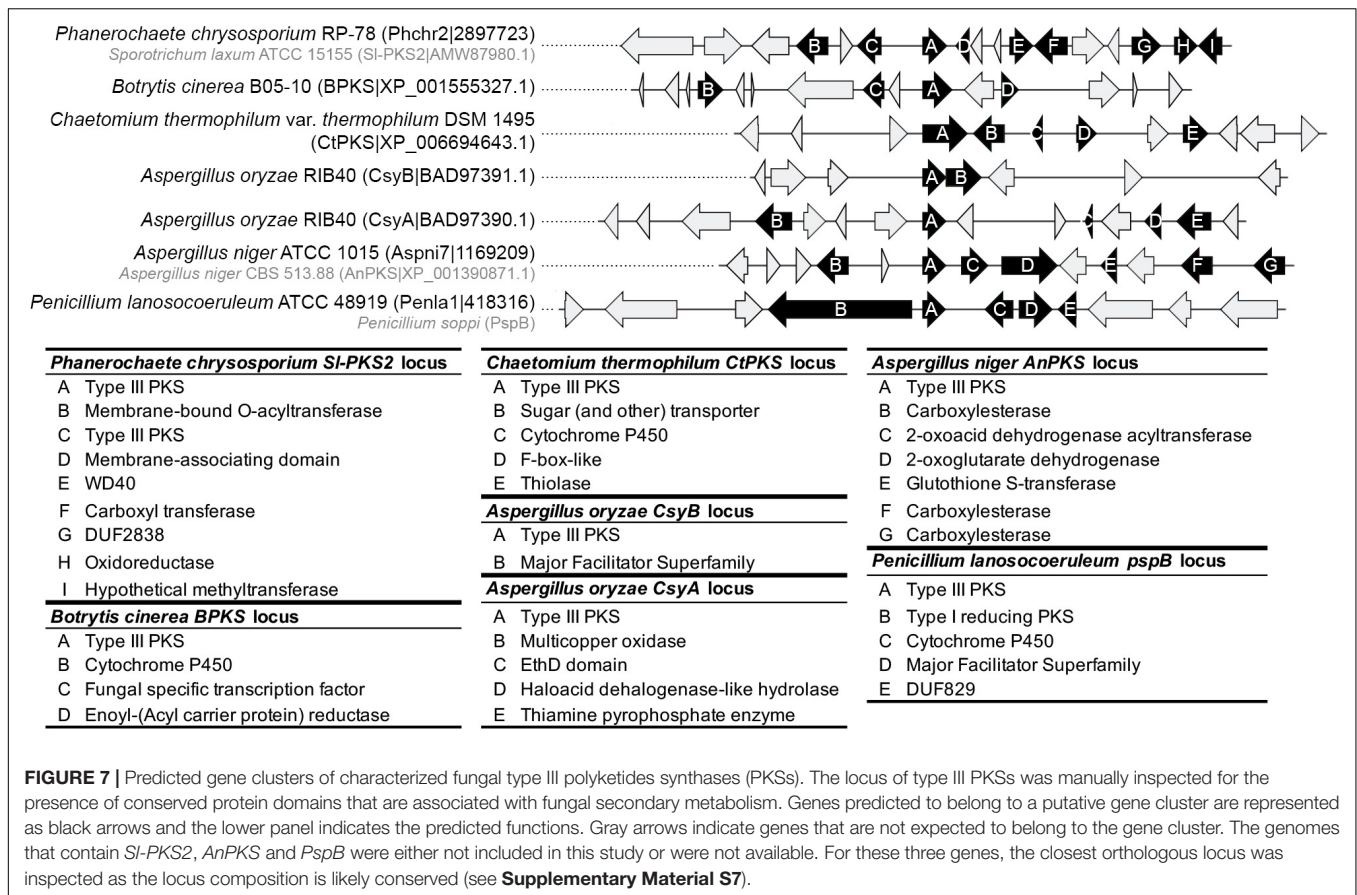 Phanerochaete chrysosporium RP-78 (Phchr2|2897723)
Sporotrichum laxum ATCC 15155 (Sl-PKS2|AMW87980.1)
B C A D E F G H I
Botrytis cinerea B05-10 (BPKS|XP_001555327.1)
B C A D
Chaetomium thermophilum var. thermophilum DSM 1495
(CtPKS|XP_006694643.1)
A B C D E
Aspergillus oryzae RIB40 (CsyB|BAD97391.1)
A B
Aspergillus oryzae RIB40 (CsyA|BAD97390.1)
B A C D E
Aspergillus niger ATCC 1015 (Aspni7|1169209)
Aspergillus niger CBS 513.88 (AnPKS|XP_001390871.1)
B A C D E F G
Penicillium lanosocoeruleum ATCC 48919 (Penla1|418316)
Penicillium soppi (PspB)
B A C D E
Phanerochaete chrysosporium Sl-PKS2 locus
A Type III PKS
B Membrane-bound O-acyltransferase
C Type III PKS
D Membrane-associating domain
E WD40
F Carboxyl transferase
G DUF2838
H Oxidoreductase
I Hypothetical methyltransferase
Botrytis cinerea BPKS locus
A Type III PKS
B Cytochrome P450
C Fungal specific transcription factor
D Enoyl-(Acyl carrier protein) reductase
Chaetomium thermophilum CtPKS locus
A Type III PKS
B Sugar (and other) transporter
C Cytochrome P450
D F-box-like
E Thiolase
Aspergillus oryzae CsyB locus
A Type III PKS
B Major Facilitator Superfamily
Aspergillus oryzae CsyA locus
A Type III PKS
B Multicopper oxidase
C EthD domain
D Haloacid dehalogenase-like hydrolase
E Thiamine pyrophosphate enzyme
Aspergillus niger AnPKS locus
A Type III PKS
B Carboxylesterase
C 2-oxoacid dehydrogenase acyltransferase
D 2-oxoglutarate dehydrogenase
E Glutothione S-transferase
F Carboxylesterase
G Carboxylesterase
Penicillium lanosocoeruleum pspB locus
A Type III PKS
B Type I reducing PKS
C Cytochrome P450
D Major Facilitator Superfamily
E DUF829
FIGURE 7 | Predicted gene clusters of characterized fungal type III polyketides synthases (PKSs). The locus of type III PKSs was manually inspected for the
presence of conserved protein domains that are associated with fungal secondary metabolism. Genes predicted to belong to a putative gene cluster are represented
as black arrows and the lower panel indicates the predicted functions. Gray arrows indicate genes that are not expected to belong to the gene cluster. The genomes
that contain Sl-PKS2, AnPKS and PspB were either not included in this study or were not available. For these three genes, the closest orthologous locus was
inspected as the locus composition is likely conserved (see Supplementary Material S7).